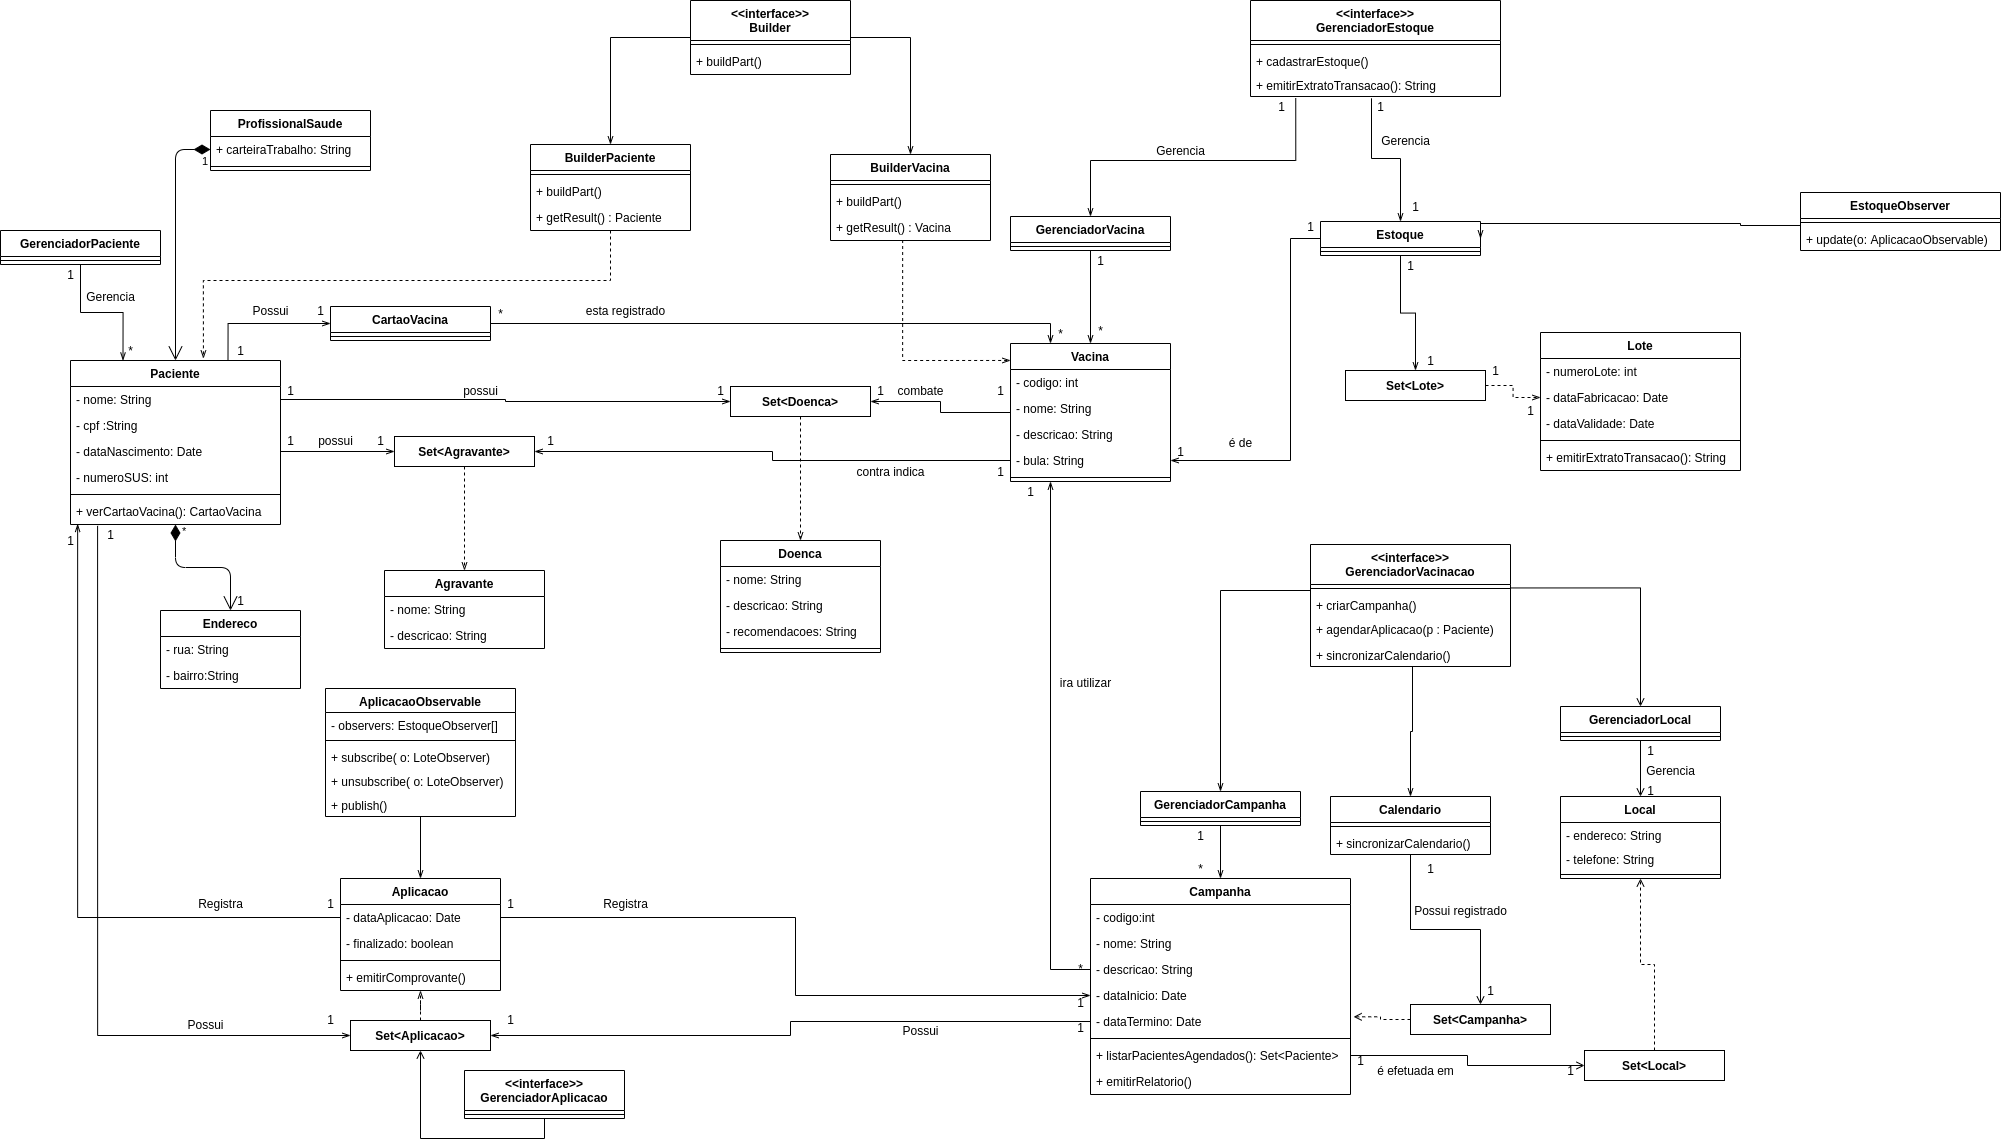 <<interface>>
Builder
+ buildPart()
<<interface>>
GerenciadorEstoque
+ cadastrarEstoque()
+ emitirExtratoTransacao(): String
1
1
Gerencia
Gerencia
ProfissionalSaude
+ carteiraTrabalho: String
1
BuilderPaciente
+ buildPart()
+ getResult() : Paciente
BuilderVacina
+ buildPart()
+ getResult() : Vacina
GerenciadorVacina
1
*
1
Estoque
1
1
EstoqueObserver
+ update(o: AplicacaoObservable)
GerenciadorPaciente
1
Gerencia
*
Possui
1
1
CartaoVacina
*
esta registrado
*
Paciente
- nome: String
- cpf :String
- dataNascimento: Date
- numeroSUS: int
+ verCartaoVacina(): CartaoVacina
1
possui
1
Set<Doenca>
1
combate
1
1
possui
1
Set<Agravante>
1
contra indica
1
Vacina
- codigo: int
- nome: String
- descricao: String
- bula: String
1
1
é de
1
Set<Lote>
1
1
Lote
- numeroLote: int
- dataFabricacao: Date
- dataValidade: Date
+ emitirExtratoTransacao(): String
1
1
*
1
Endereco
- rua: String
- bairro:String
Agravante
- nome: String
- descricao: String
Doenca
- nome: String
- descricao: String
- recomendacoes: String
<<interface>>
GerenciadorVacinacao
+ criarCampanha()
+ agendarAplicacao(p : Paciente)
+ sincronizarCalendario()
ira utilizar
AplicacaoObservable
- observers: EstoqueObserver[]
+ subscribe( o: LoteObserver)
+ unsubscribe( o: LoteObserver)
+ publish()
GerenciadorLocal
1
Gerencia
1
GerenciadorCampanha
1
*
Calendario
+ sincronizarCalendario()
1
Possui registrado
1
Local
- endereco: String
- telefone: String
Aplicacao
- dataAplicacao: Date
- finalizado: boolean
+ emitirComprovante()
Registra
1
1
Registra
Campanha
- codigo:int
- nome: String
- descricao: String
- dataInicio: Date
- dataTermino: Date
+ listarPacientesAgendados(): Set<Paciente>
+ emitirRelatorio()
*
1
1
Possui
1
Set<Aplicacao>
1
Possui
Set<Campanha>
1
é efetuada em
1
Set<Local>
<<interface>>
GerenciadorAplicacao